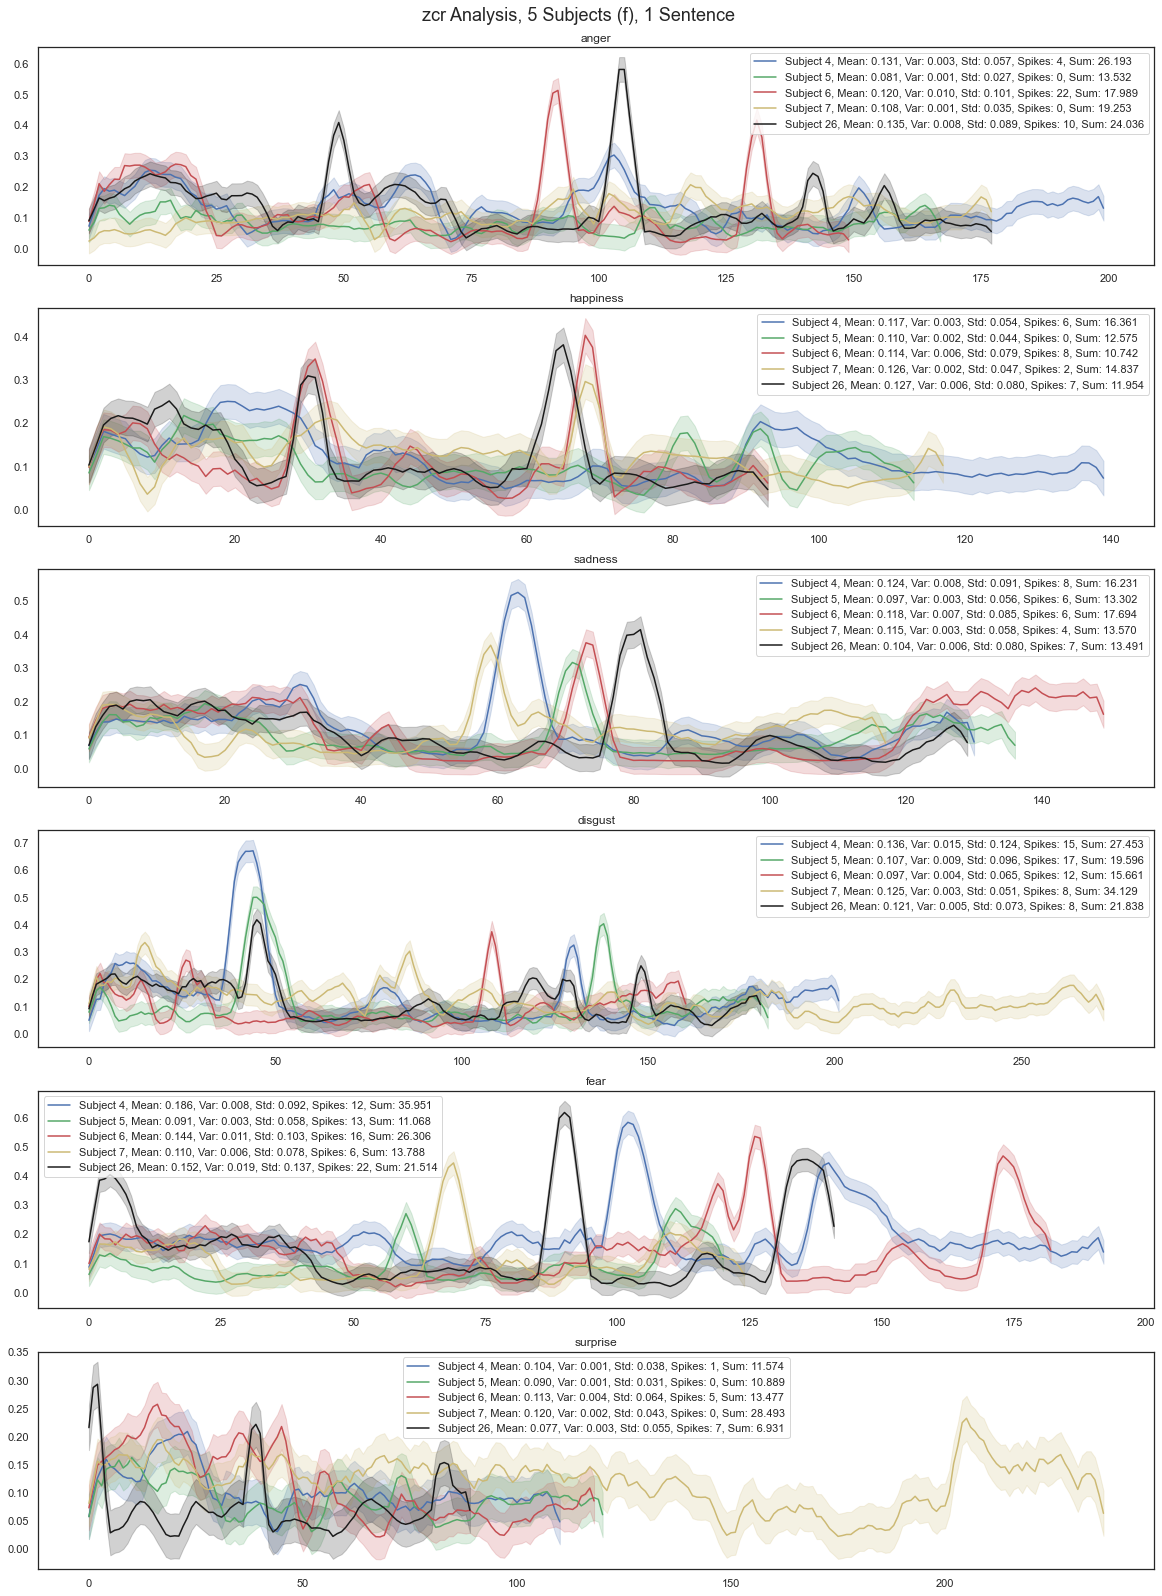 zcr Analysis, 5 Subjects (f), 1 Sentence
anger
Subject 4, Mean: 0.131, Var: 0.003, Std: 0.057, Spikes: 4, Sum: 26.193
Subject 5, Mean: 0.081, Var: 0.001, Std: 0.027, Spikes: 0, Sum: 13.532
Subject 6, Mean: 0.120, Var: 0.010, Std: 0.101, Spikes: 22, Sum: 17.989
Subject 7, Mean: 0.108, Var: 0.001, Std: 0.035, Spikes: 0, Sum: 19.253
Subject 26, Mean: 0.135, Var: 0.008, Std: 0.089, Spikes: 10, Sum: 24.036
0.6
0.5
0.4
0.3
0.2
0.1
0.0
0 25 50 75 100 125 150 175 200
happiness
Subject 4, Mean: 0.117, Var: 0.003, Std: 0.054, Spikes: 6, Sum: 16.361
Subject 5, Mean: 0.110, Var: 0.002, Std: 0.044, Spikes: 0, Sum: 12.575
Subject 6, Mean: 0.114, Var: 0.006, Std: 0.079, Spikes: 8, Sum: 10.742
Subject 7, Mean: 0.126, Var: 0.002, Std: 0.047, Spikes: 2, Sum: 14.837
Subject 26, Mean: 0.127, Var: 0.006, Std: 0.080, Spikes: 7, Sum: 11.954
0.4
0.3
0.2
0.1
0.0
0 20 40 60 80 100 120 140
sadness
Subject 4, Mean: 0.124, Var: 0.008, Std: 0.091, Spikes: 8, Sum: 16.231
Subject 5, Mean: 0.097, Var: 0.003, Std: 0.056, Spikes: 6, Sum: 13.302
Subject 6, Mean: 0.118, Var: 0.007, Std: 0.085, Spikes: 6, Sum: 17.694
Subject 7, Mean: 0.115, Var: 0.003, Std: 0.058, Spikes: 4, Sum: 13.570
Subject 26, Mean: 0.104, Var: 0.006, Std: 0.080, Spikes: 7, Sum: 13.491
0.5
0.4
0.3
0.2
0.1
0.0
0 20 40 60 80 100 120 140
disgust
Subject 4, Mean: 0.136, Var: 0.015, Std: 0.124, Spikes: 15, Sum: 27.453
Subject 5, Mean: 0.107, Var: 0.009, Std: 0.096, Spikes: 17, Sum: 19.596
Subject 6, Mean: 0.097, Var: 0.004, Std: 0.065, Spikes: 12, Sum: 15.661
Subject 7, Mean: 0.125, Var: 0.003, Std: 0.051, Spikes: 8, Sum: 34.129
Subject 26, Mean: 0.121, Var: 0.005, Std: 0.073, Spikes: 8, Sum: 21.838
0.7
0.6
0.5
0.4
0.3
0.2
0.1
0.0
0 50 100 150 200 250
fear
Subject 4, Mean: 0.186, Var: 0.008, Std: 0.092, Spikes: 12, Sum: 35.951
Subject 5, Mean: 0.091, Var: 0.003, Std: 0.058, Spikes: 13, Sum: 11.068
Subject 6, Mean: 0.144, Var: 0.011, Std: 0.103, Spikes: 16, Sum: 26.306
Subject 7, Mean: 0.110, Var: 0.006, Std: 0.078, Spikes: 6, Sum: 13.788
Subject 26, Mean: 0.152, Var: 0.019, Std: 0.137, Spikes: 22, Sum: 21.514
0.6
0.5
0.4
0.3
0.2
0.1
0.0
0 25 50 75 100 125 150 175 200
surprise
Subject 4, Mean: 0.104, Var: 0.001, Std: 0.038, Spikes: 1, Sum: 11.574
Subject 5, Mean: 0.090, Var: 0.001, Std: 0.031, Spikes: 0, Sum: 10.889
Subject 6, Mean: 0.113, Var: 0.004, Std: 0.064, Spikes: 5, Sum: 13.477
Subject 7, Mean: 0.120, Var: 0.002, Std: 0.043, Spikes: 0, Sum: 28.493
Subject 26, Mean: 0.077, Var: 0.003, Std: 0.055, Spikes: 7, Sum: 6.931
0.35
0.30
0.25
0.20
0.15
0.10
0.05
0.00
0 50 100 150 200